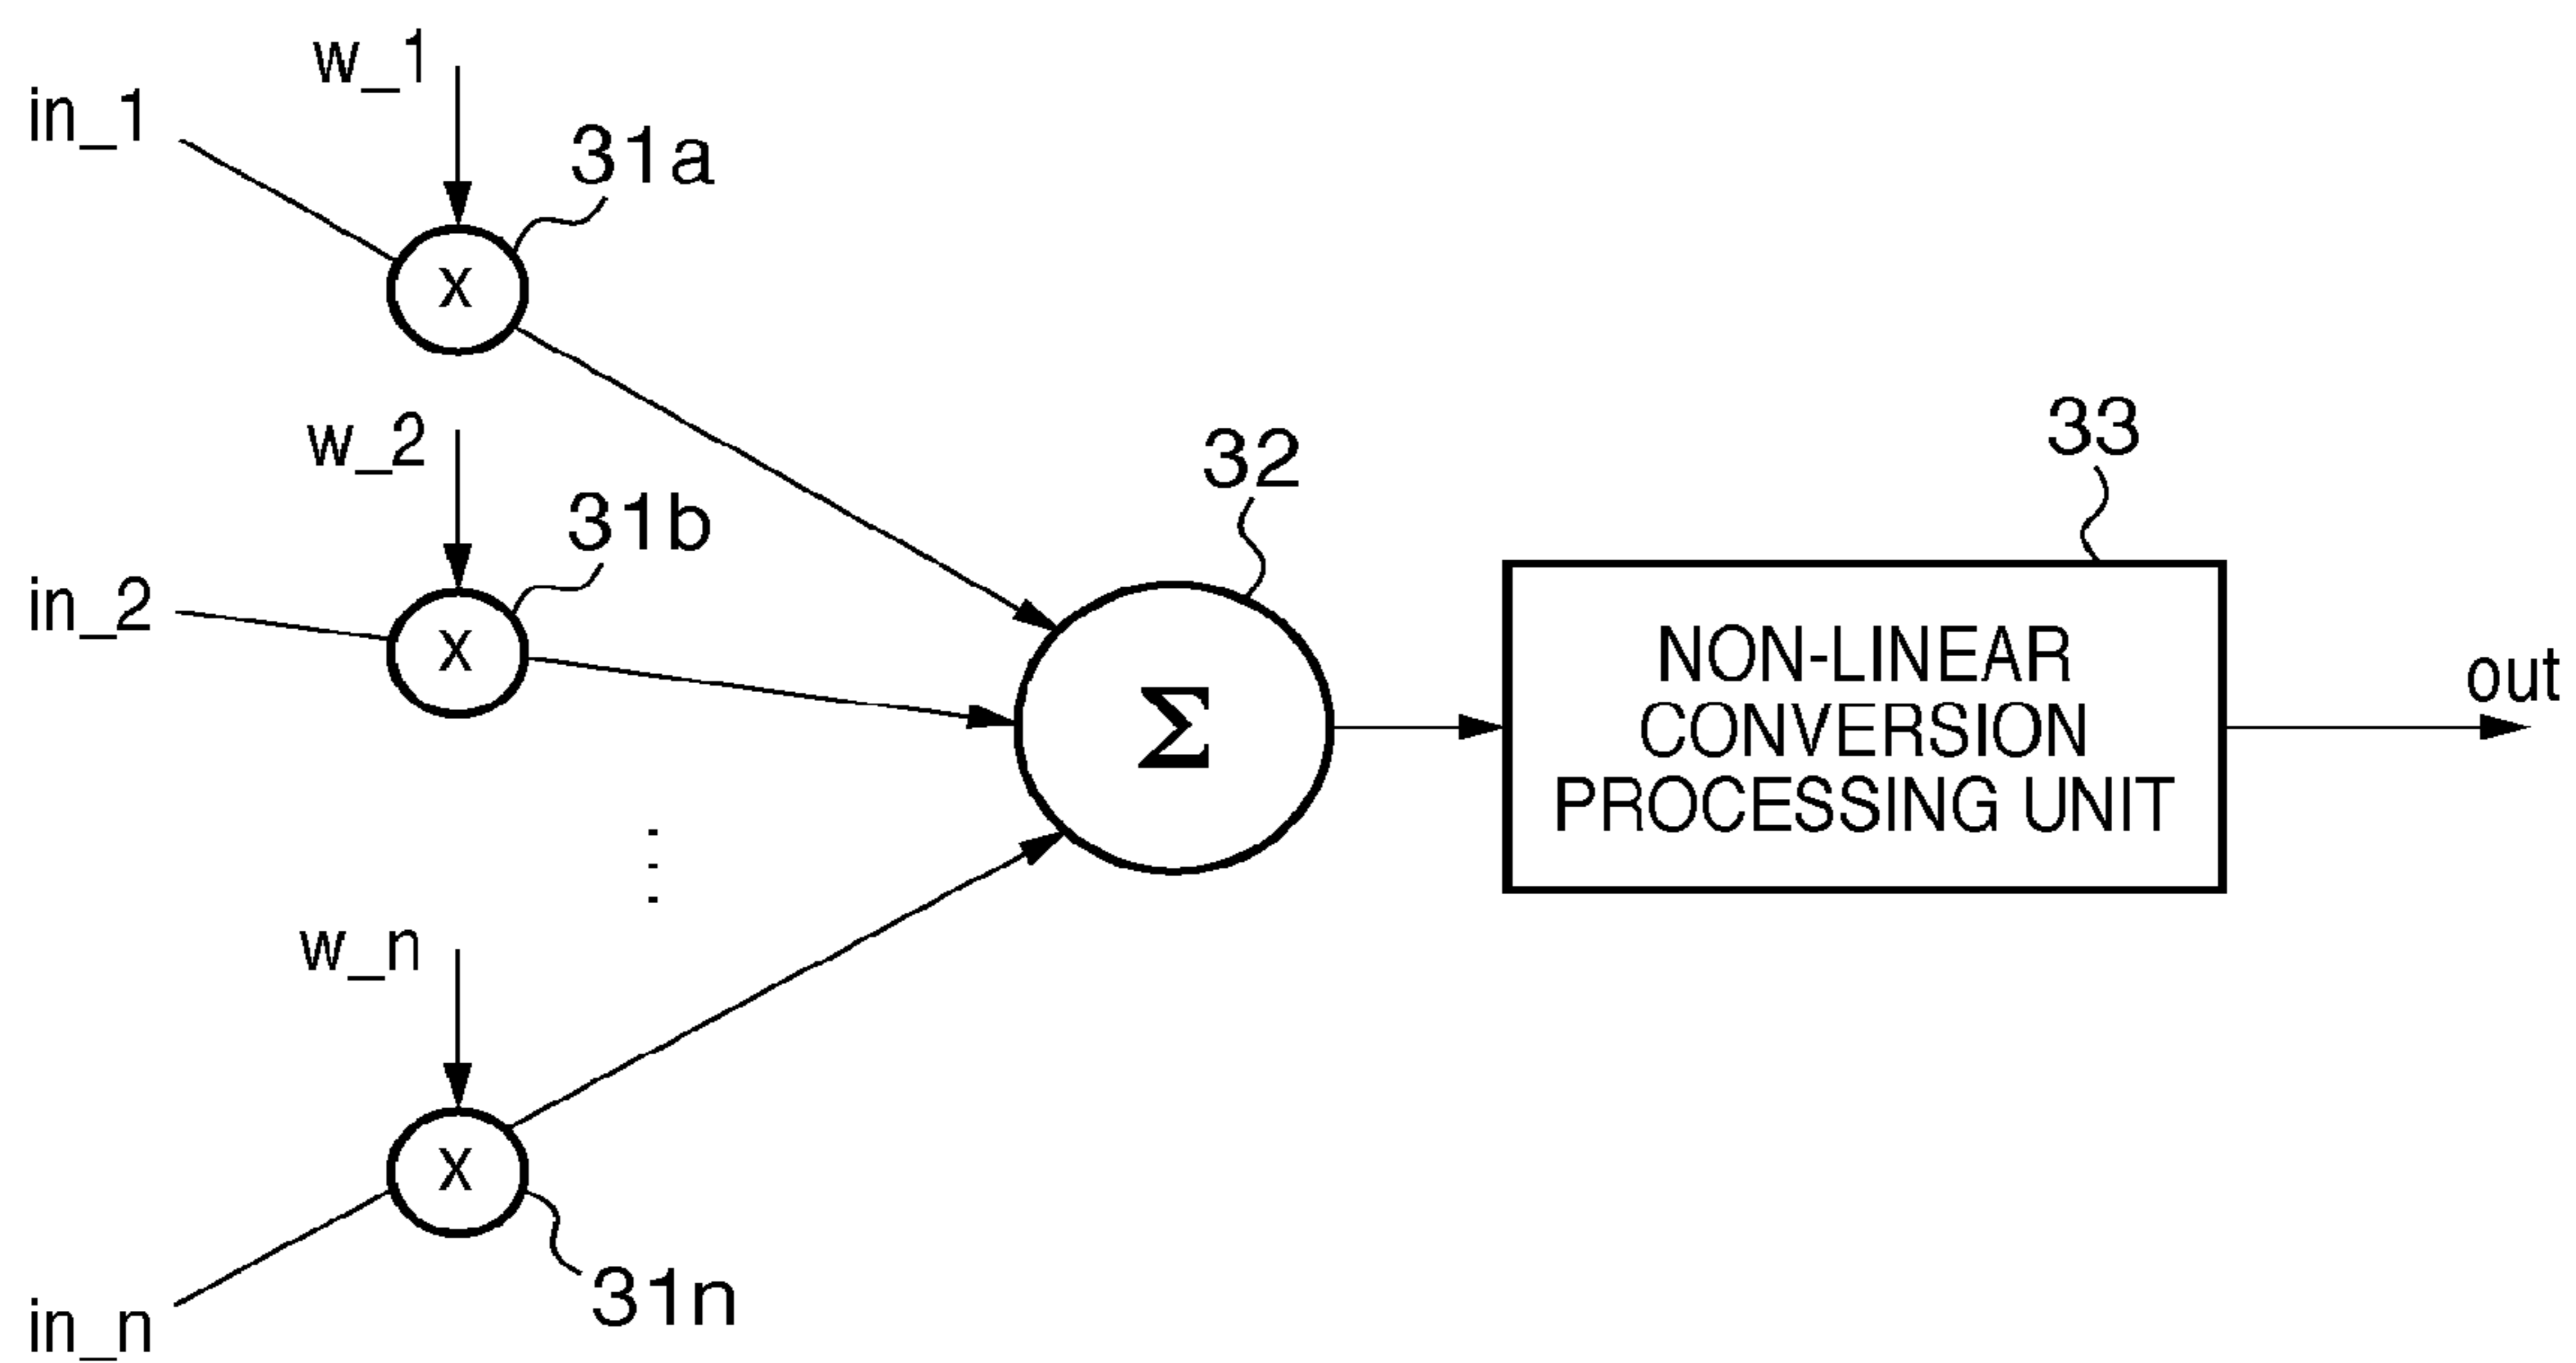 w_1
in_1
31a
X
w_2
31b
in_2
X
32
33
Σ
NON-LINEAR
CONVERSION
PROCESSING UNIT
out
w_n
X
31n
in_n